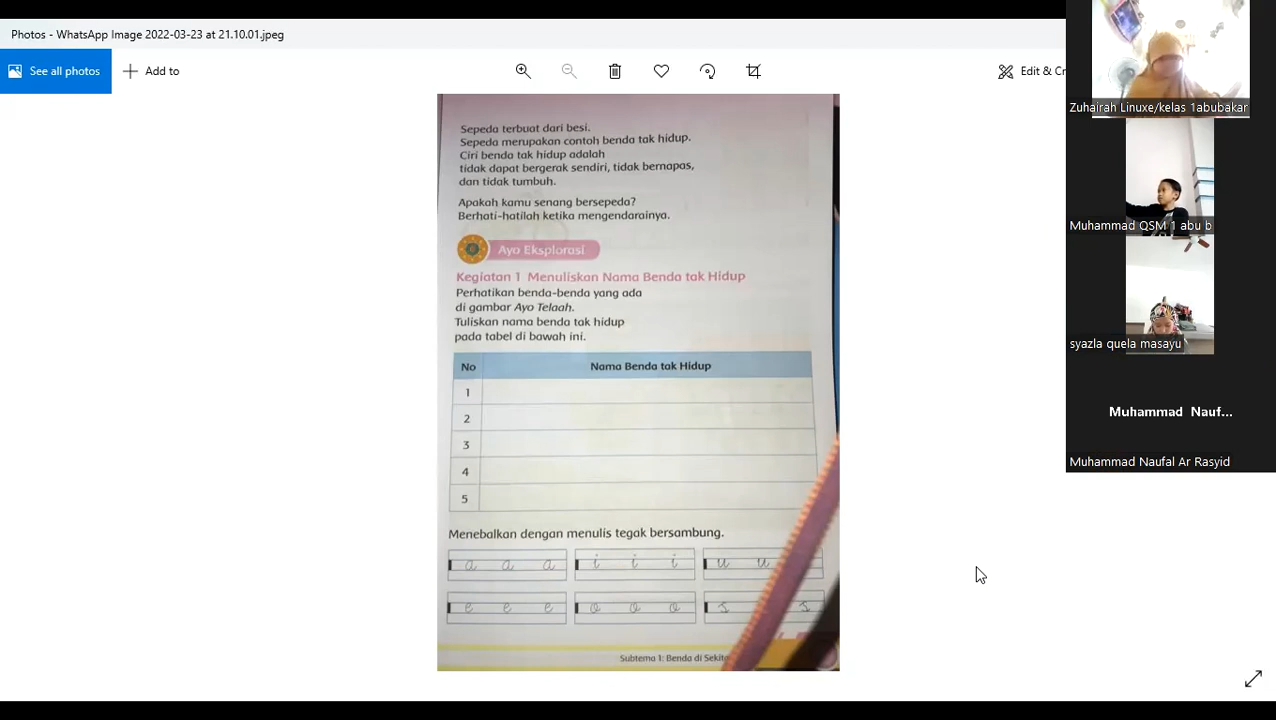 Photos - WhatsApp Image 2022-03-23 at 21.10.01.jpeg
See all photos
Add to
Edit & Cr
Sepeda terbuat dari besi.
Sepeda merupakan contoh benda tak hidup.
Ciri benda tak hidup adalah
tidak dapat bergerak sendiri, tidak bernapas,
dan tidak tumbuh.
Apakah kamu senang bersepeda?
Berhati-hatilah ketika mengendarainya.
Ayo Eksplorasi
Kegiatan 1 Menuliskan Nama Benda tak Hidup
Perhatikan benda-benda yang ada
di gambar Ayo Telaah.
Tuliskan nama benda tak hidup
pada tabel di bawah ini.
No Nama Benda tak Hidup
1
2
3
4
5
Menebalkan dengan menulis tegak bersambung.
a a a i i i u u
e e e o o o s s
Subtema 1: Benda di Sekita
Zuhairah Linuxe/kelas 1abubakar
Muhammad QSM 1 abu b
syazla quela masayu
Muhammad Nauf...
Muhammad Naufal Ar Rasyid